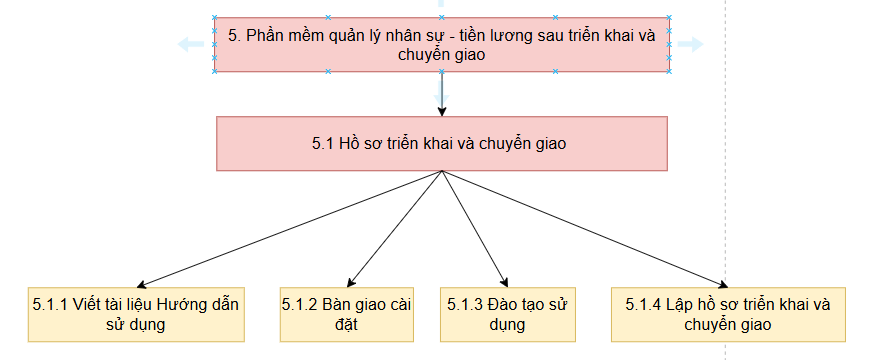 5. Phần mềm quản lý nhân sự - tiền lương sau triển khai và
chuyển giao
5.1 Hồ sơ triển khai và chuyển giao
5.1.1 Viết tài liệu Hướng dẫn
sử dụng
5.1.2 Bàn giao cài
đặt
5.1.3 Đào tạo sử
dụng
5.1.4 Lập hồ sơ triển khai và
chuyển giao